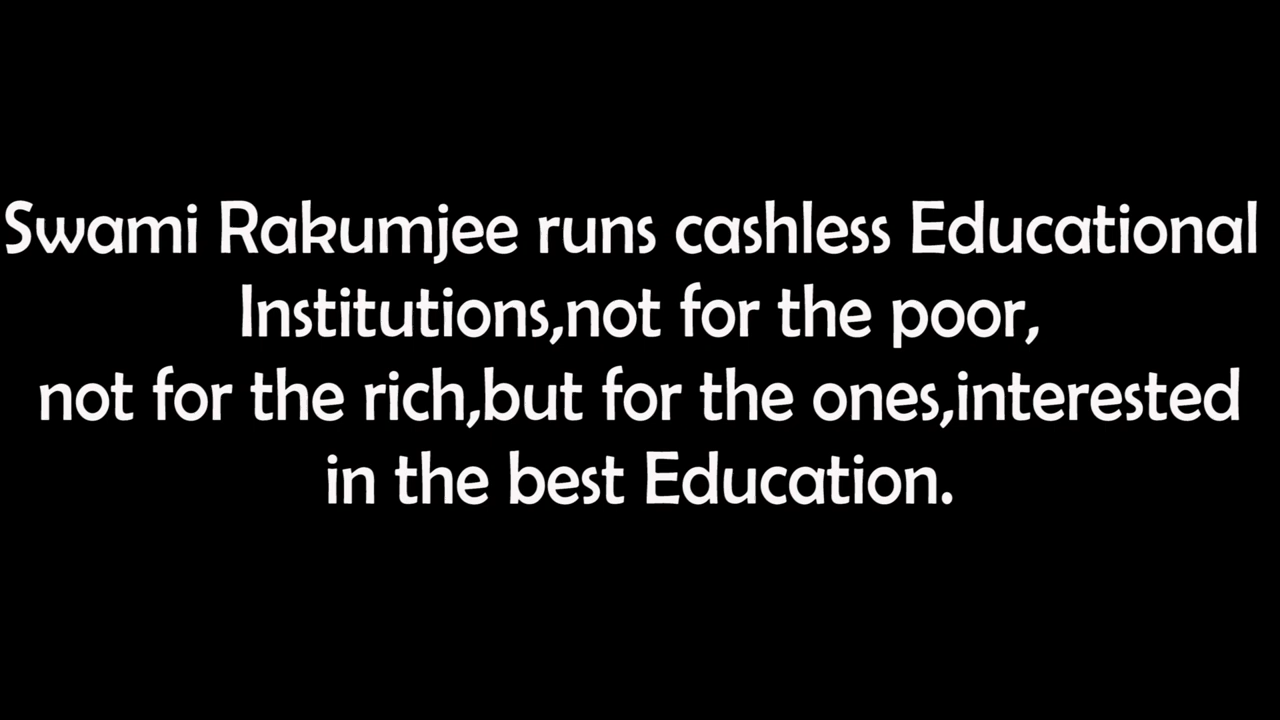 Swami Rakumjee runs cashless Educational
Institutions,not for the poor,
not for the rich,but for the ones,interested
in the best Education.